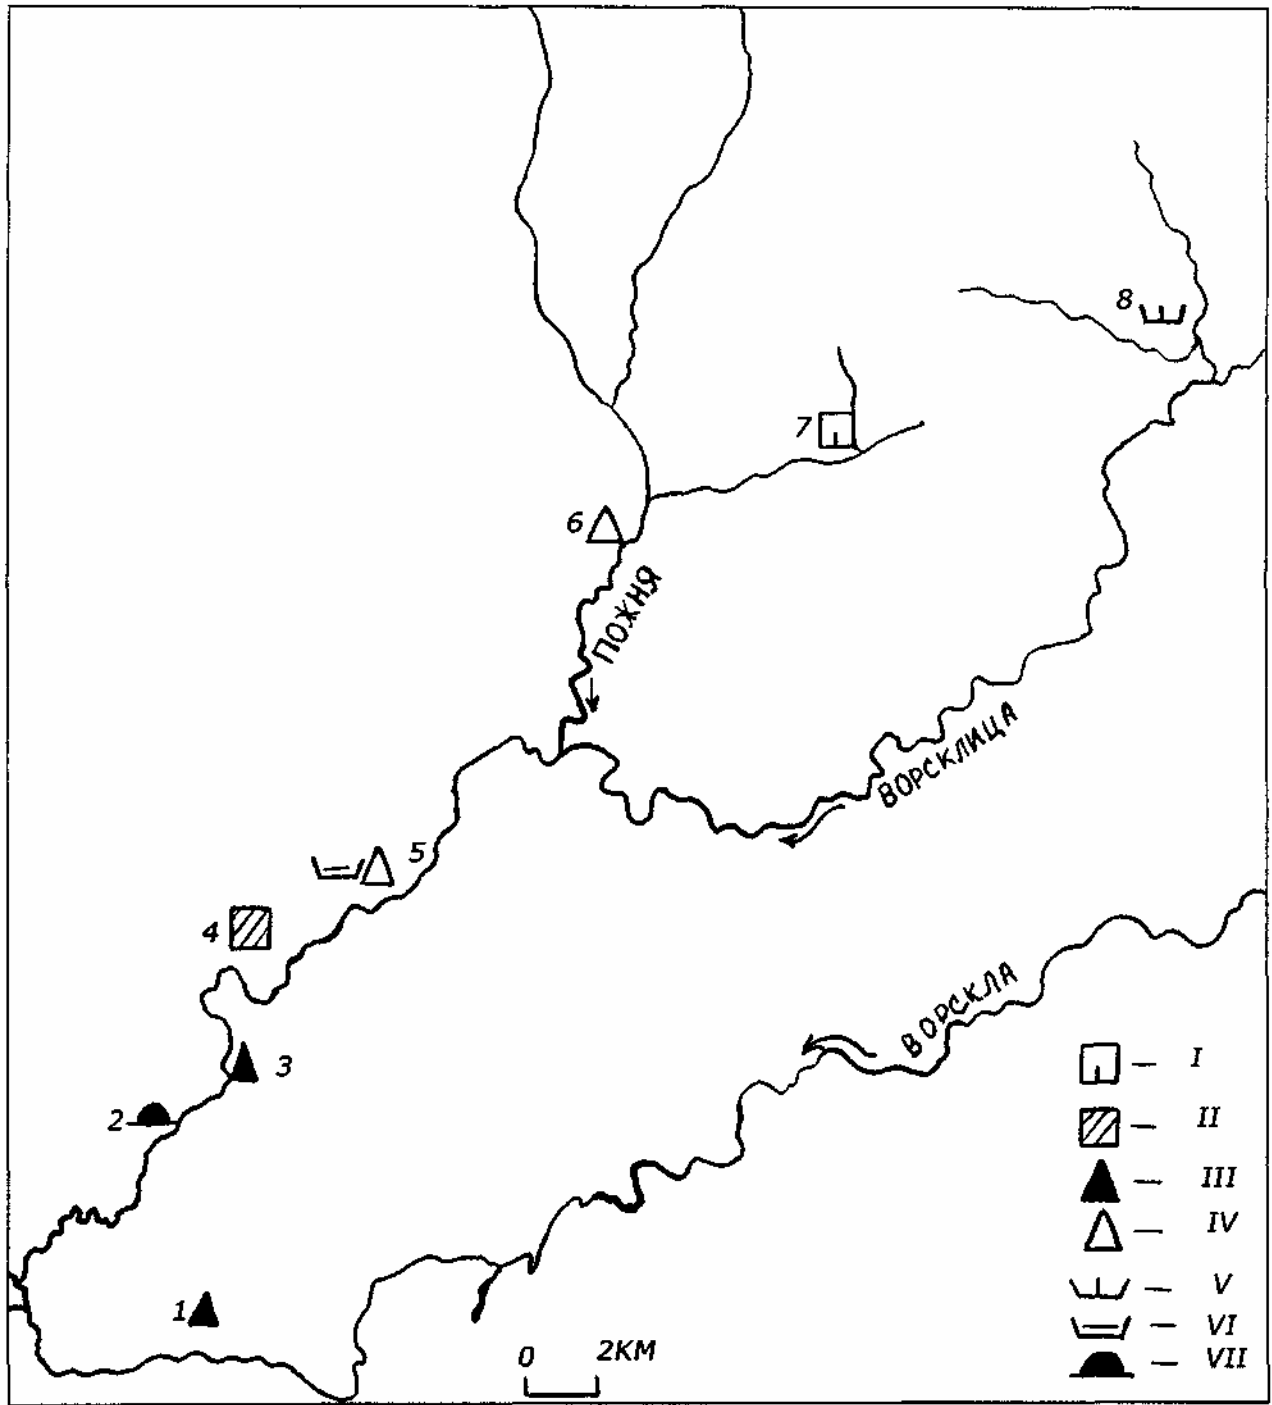 8
7
6
ПОЖНЯ
ВОРСКЛИЦА
5
4
ВОРСКЛА
3
2
1
0 2КМ
— I
— II
— III
— IV
— V
— VI
— VII